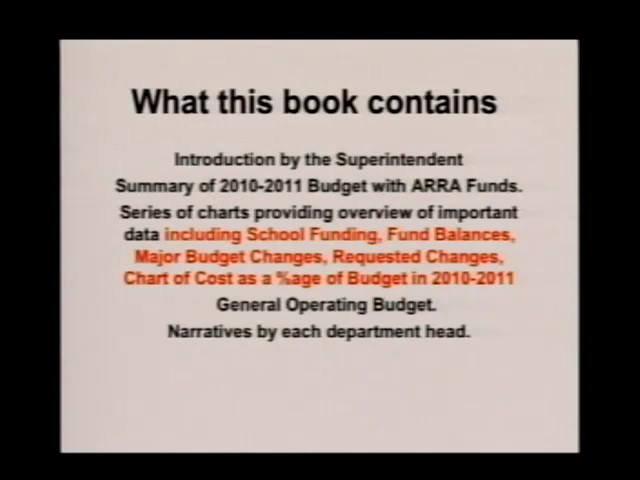 What this book contains
Introduction by the Superintendent
Summary of 2010-2011 Budget with ARRA Funds.
Series of charts providing overview of important
data including School Funding, Fund Balances,
Major Budget Changes, Requested Changes,
Chart of Cost as a %age of Budget in 2010-2011
General Operating Budget.
Narratives by each department head.